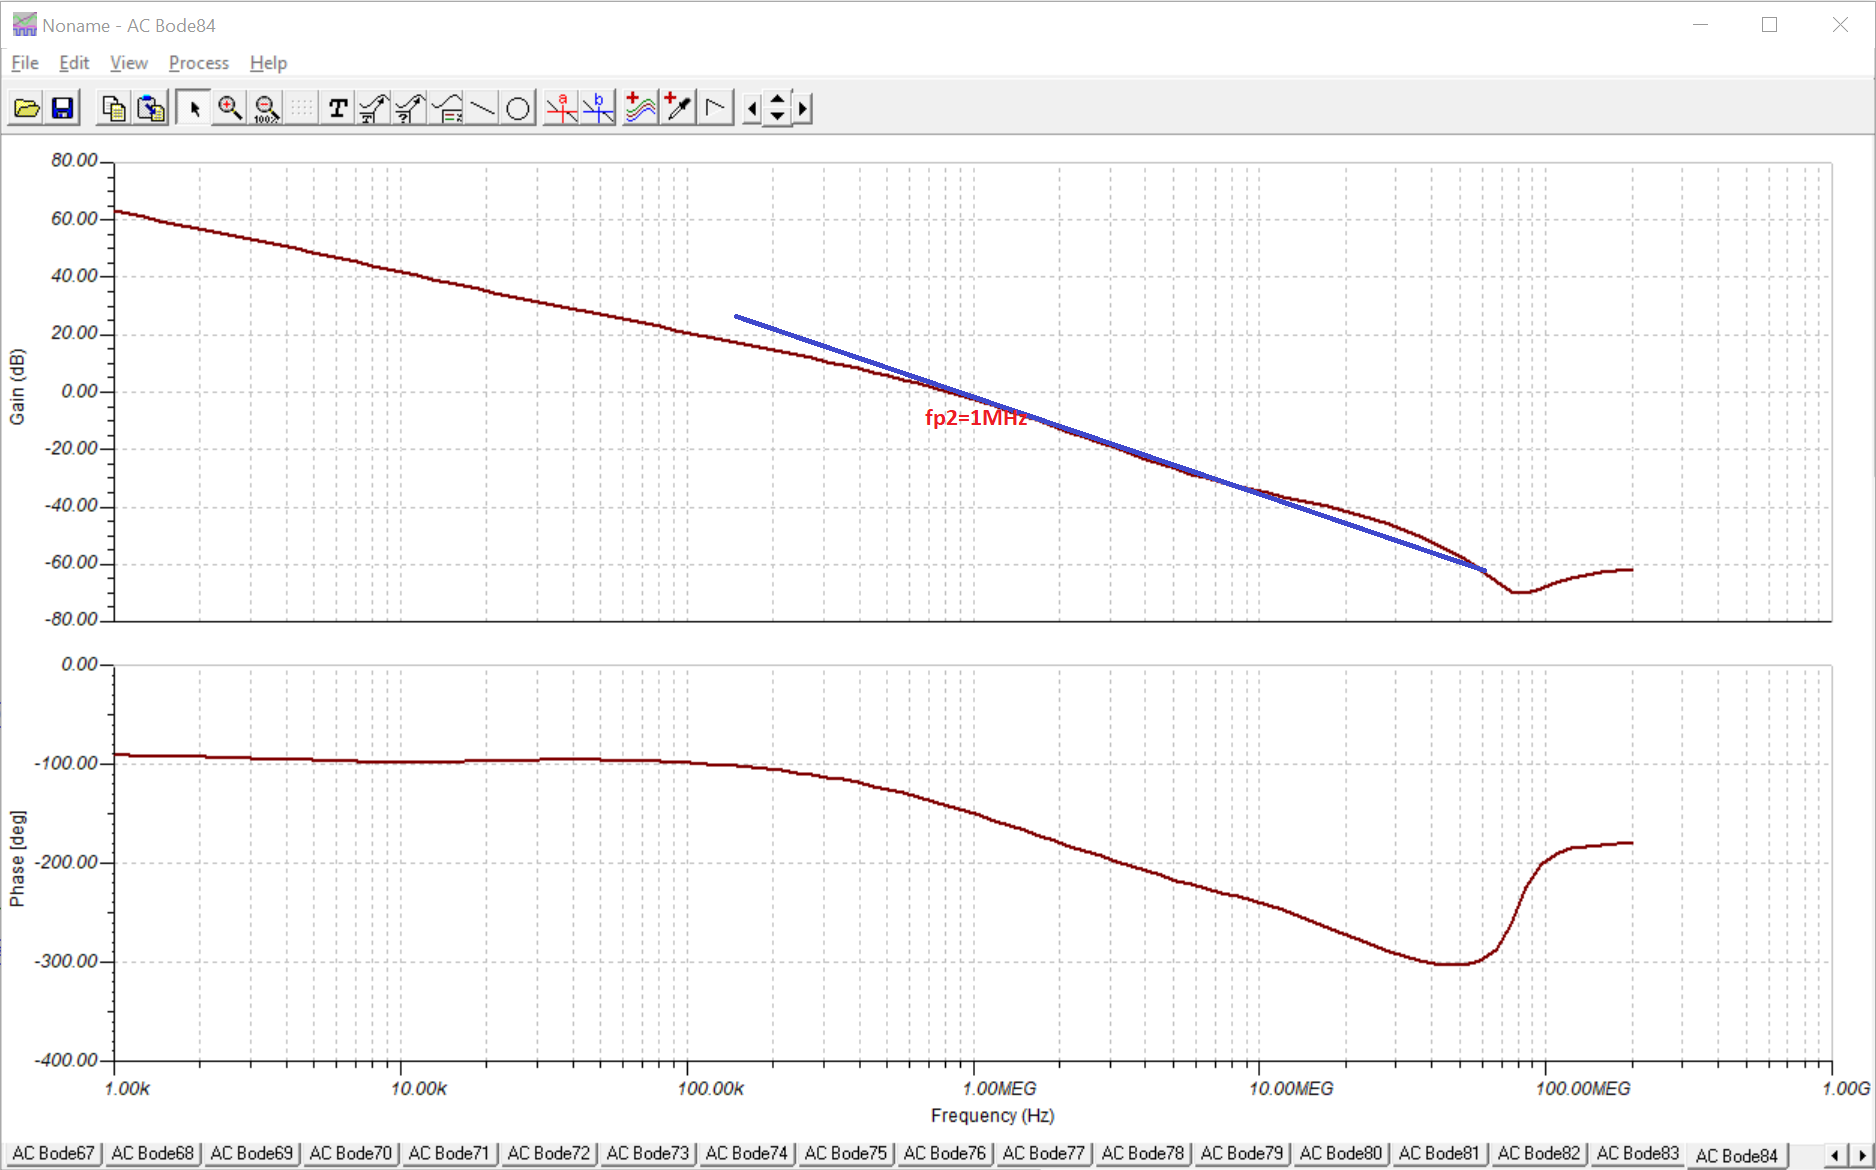 Noname - AC Bode84
File Edit View Process Help
T T ? 100% a b
80.00
60.00
40.00
20.00
0.00
-20.00
-40.00
-60.00
-80.00
Gain (dB)
fp2=1MHz
0.00
-100.00
-200.00
-300.00
-400.00
Phase [deg]
1.00k 10.00k 100.00k 1.00MEG 10.00MEG 100.00MEG 1.00G
Frequency (Hz)
AC Bode67 AC Bode68 AC Bode69 AC Bode70 AC Bode71 AC Bode72 AC Bode73 AC Bode74 AC Bode75 AC Bode76 AC Bode77 AC Bode78 AC Bode79 AC Bode80 AC Bode81 AC Bode82 AC Bode83 AC Bode84